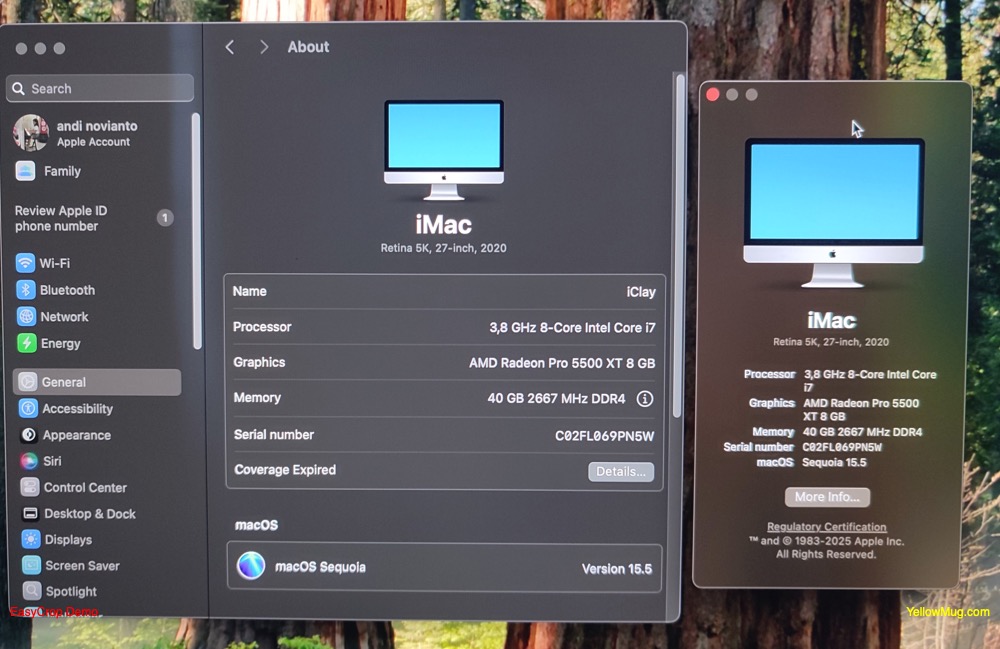 About
Search
andi novianto
Apple Account
Family
Review Apple ID
phone number
1
Wi-Fi
Bluetooth
Network
Energy
General
Accessibility
Appearance
Siri
Control Center
Desktop & Dock
Displays
Screen Saver
Spotlight
iMac
Retina 5K, 27-inch, 2020
Name iClay
Processor 3,8 GHz 8-Core Intel Core i7
Graphics AMD Radeon Pro 5500 XT 8 GB
Memory 40 GB 2667 MHz DDR4
Serial number C02FL069PN5W
Coverage Expired Details...
macOS
macOS Sequoia Version 15.5
iMac
Retina 5K, 27-inch, 2020
Processor 3,8 GHz 8-Core Intel Core
i7
Graphics AMD Radeon Pro 5500
XT 8 GB
Memory 40 GB 2667 MHz DDR4
Serial number C02FL069PN5W
macOS Sequoia 15.5
More Info...
Regulatory Certification
™ and © 1983-2025 Apple Inc.
All Rights Reserved.
EasyCrop Demo
YellowMug.com